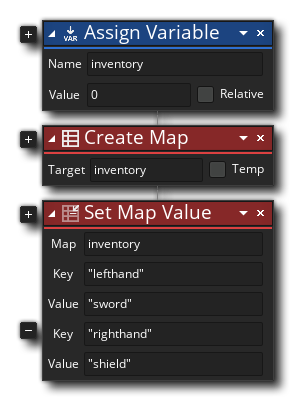 Assign Variable
Name inventory
Value 0 Relative
Create Map
Target inventory Temp
Set Map Value
Map inventory
Key "lefthand"
Value "sword"
Key "righthand"
Value "shield"